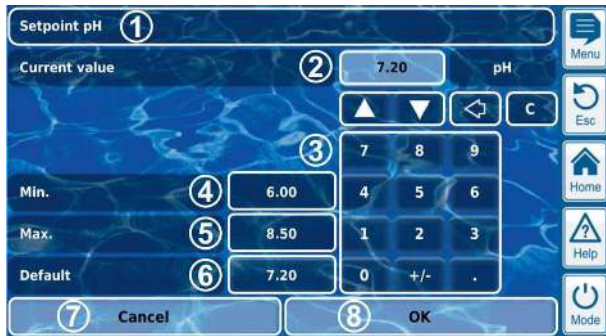 Setpoint pH 1
Menu
Current value 2 7.20 pH
C
Esc
3 7 8 9
Home
Min. 4 6.00 4 5 6
Max. 5 8.50 1 2 3
Help
Default 6 7.20 0 +/- .
7 Cancel 8 OK
Mode